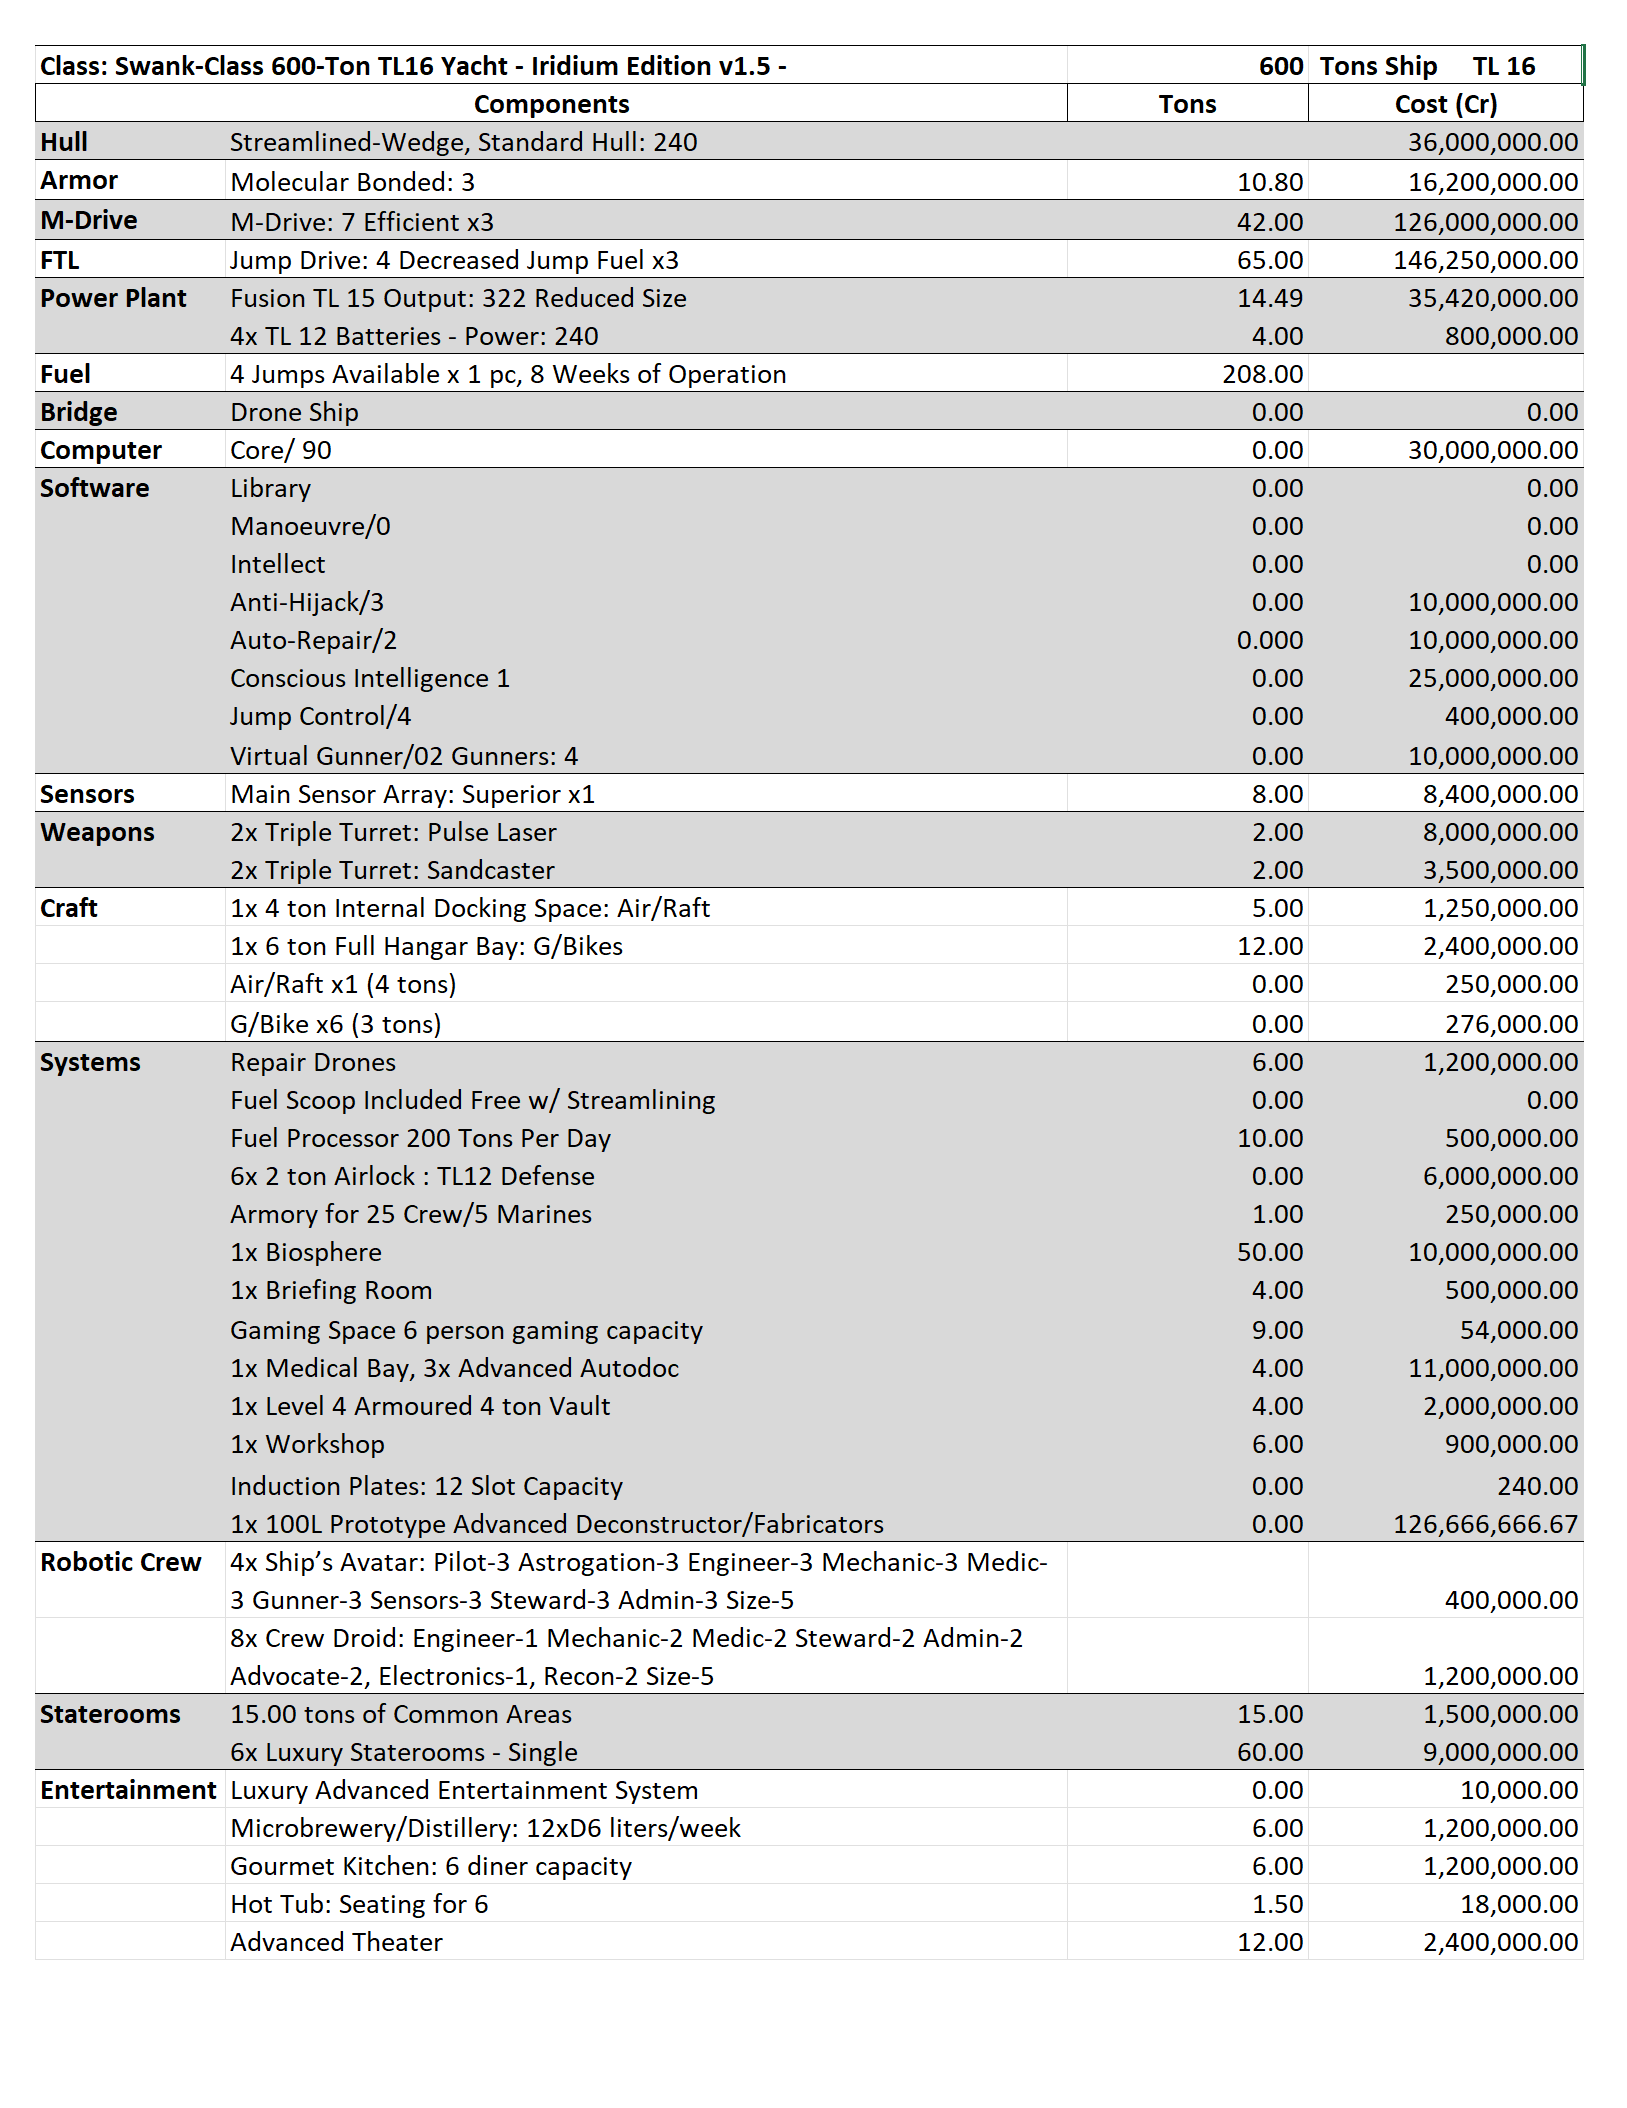 Class: Swank-Class 600-Ton TL16 Yacht - Iridium Edition v1.5 - 600 Tons Ship TL 16
Components Tons Cost (Cr)
Hull Streamlined-Wedge, Standard Hull: 240 36,000,000.00
Armor Molecular Bonded: 3 10.80 16,200,000.00
M-Drive M-Drive: 7 Efficient x3 42.00 126,000,000.00
FTL Jump Drive: 4 Decreased Jump Fuel x3 65.00 146,250,000.00
Power Plant Fusion TL 15 Output: 322 Reduced Size 14.49 35,420,000.00
4x TL 12 Batteries - Power: 240 4.00 800,000.00
Fuel 4 Jumps Available x 1 pc, 8 Weeks of Operation 208.00
Bridge Drone Ship 0.00 0.00
Computer Core/ 90 0.00 30,000,000.00
Software Library 0.00 0.00
Manoeuvre/0 0.00 0.00
Intellect 0.00 0.00
Anti-Hijack/3 0.00 10,000,000.00
Auto-Repair/2 0.000 10,000,000.00
Conscious Intelligence 1 0.00 25,000,000.00
Jump Control/4 0.00 400,000.00
Virtual Gunner/02 Gunners: 4 0.00 10,000,000.00
Sensors Main Sensor Array: Superior x1 8.00 8,400,000.00
Weapons 2x Triple Turret: Pulse Laser 2.00 8,000,000.00
2x Triple Turret: Sandcaster 2.00 3,500,000.00
Craft 1x 4 ton Internal Docking Space: Air/Raft 5.00 1,250,000.00
1x 6 ton Full Hangar Bay: G/Bikes 12.00 2,400,000.00
Air/Raft x1 (4 tons) 0.00 250,000.00
G/Bike x6 (3 tons) 0.00 276,000.00
Systems Repair Drones 6.00 1,200,000.00
Fuel Scoop Included Free w/ Streamlining 0.00 0.00
Fuel Processor 200 Tons Per Day 10.00 500,000.00
6x 2 ton Airlock : TL12 Defense 0.00 6,000,000.00
Armory for 25 Crew/5 Marines 1.00 250,000.00
1x Biosphere 50.00 10,000,000.00
1x Briefing Room 4.00 500,000.00
Gaming Space 6 person gaming capacity 9.00 54,000.00
1x Medical Bay, 3x Advanced Autodoc 4.00 11,000,000.00
1x Level 4 Armoured 4 ton Vault 4.00 2,000,000.00
1x Workshop 6.00 900,000.00
Induction Plates: 12 Slot Capacity 0.00 240.00
1x 100L Prototype Advanced Deconstructor/Fabricators 0.00 126,666,666.67
Robotic Crew 4x Ship’s Avatar: Pilot-3 Astrogation-3 Engineer-3 Mechanic-3 Medic-
3 Gunner-3 Sensors-3 Steward-3 Admin-3 Size-5 400,000.00
8x Crew Droid: Engineer-1 Mechanic-2 Medic-2 Steward-2 Admin-2
Advocate-2, Electronics-1, Recon-2 Size-5 1,200,000.00
Staterooms 15.00 tons of Common Areas 15.00 1,500,000.00
6x Luxury Staterooms - Single 60.00 9,000,000.00
Entertainment Luxury Advanced Entertainment System 0.00 10,000.00
Microbrewery/Distillery: 12xD6 liters/week 6.00 1,200,000.00
Gourmet Kitchen: 6 diner capacity 6.00 1,200,000.00
Hot Tub: Seating for 6 1.50 18,000.00
Advanced Theater 12.00 2,400,000.00